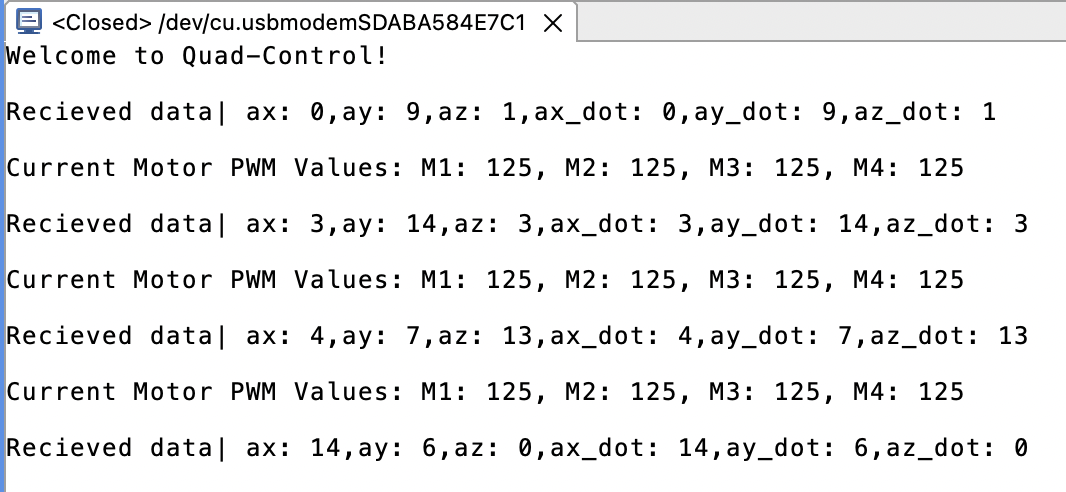 <Closed> /dev/cu.usbmodemSDABA584E7C1
Welcome to Quad-Control!
Recieved data| ax: 0,ay: 9,az: 1,ax_dot: 0,ay_dot: 9,az_dot: 1
Current Motor PWM Values: M1: 125, M2: 125, M3: 125, M4: 125
Recieved data| ax: 3,ay: 14,az: 3,ax_dot: 3,ay_dot: 14,az_dot: 3
Current Motor PWM Values: M1: 125, M2: 125, M3: 125, M4: 125
Recieved data| ax: 4,ay: 7,az: 13,ax_dot: 4,ay_dot: 7,az_dot: 13
Current Motor PWM Values: M1: 125, M2: 125, M3: 125, M4: 125
Recieved data| ax: 14,ay: 6,az: 0,ax_dot: 14,ay_dot: 6,az_dot: 0